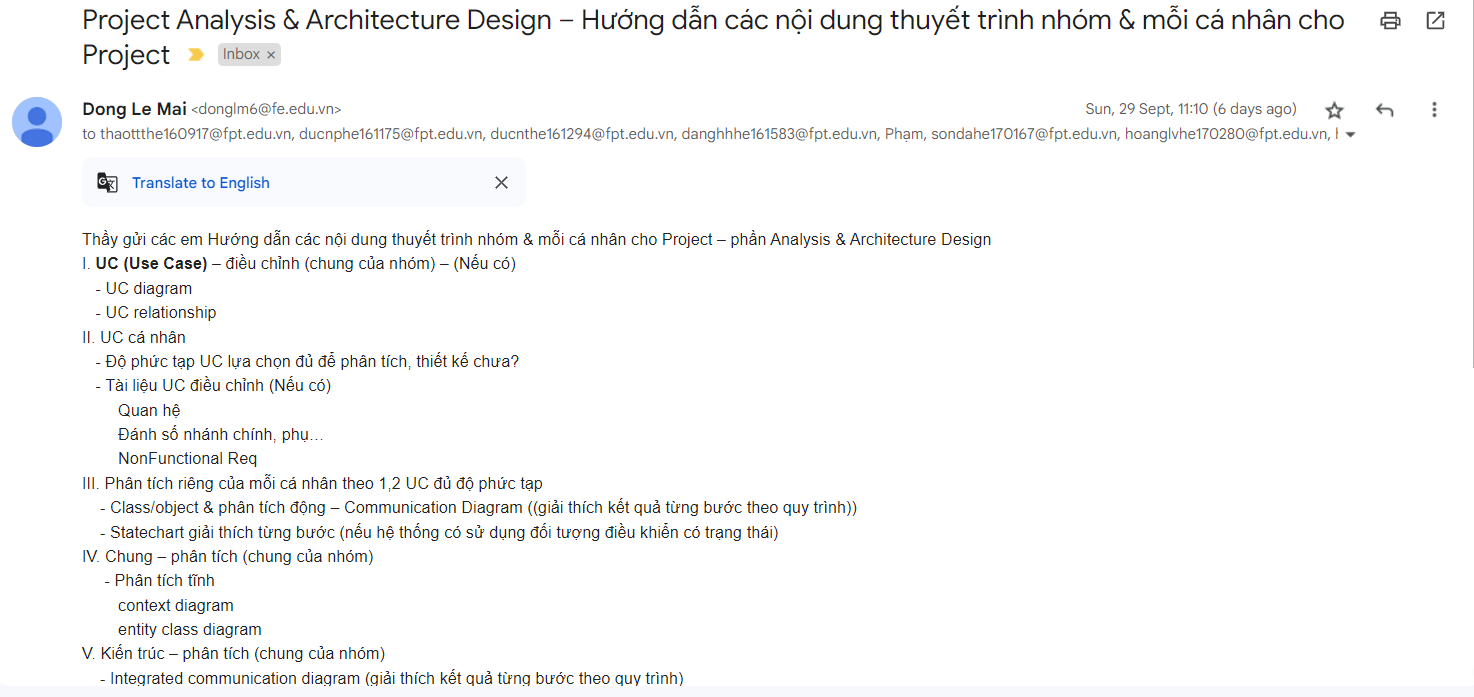 Project Analysis & Architecture Design – Hướng dẫn các nội dung thuyết trình nhóm & mỗi cá nhân cho
Project Inbox ×
Dong Le Mai <donglm6@fe.edu.vn> Sun, 29 Sept, 11:10 (6 days ago)
to thaottthe160917@fpt.edu.vn, ducnphe161175@fpt.edu.vn, ducnthe161294@fpt.edu.vn, danghhhe161583@fpt.edu.vn, Phạm, sondahe170167@fpt.edu.vn, hoanglvhe170280@fpt.edu.vn,
Translate to English
Thầy gửi các em Hướng dẫn các nội dung thuyết trình nhóm & mỗi cá nhân cho Project – phần Analysis & Architecture Design
I. UC (Use Case) – điều chỉnh (chung của nhóm) – (Nếu có)
- UC diagram
- UC relationship
II. UC cá nhân
- Độ phức tạp UC lựa chọn đủ để phân tích, thiết kế chưa?
- Tài liệu UC điều chỉnh (Nếu có)
Quan hệ
Đánh số nhánh chính, phụ…
NonFunctional Req
III. Phân tích riêng của mỗi cá nhân theo 1,2 UC đủ độ phức tạp
- Class/object & phân tích động – Communication Diagram ((giải thích kết quả từng bước theo quy trình))
- Statechart giải thích từng bước (nếu hệ thống có sử dụng đối tượng điều khiển có trạng thái)
IV. Chung – phân tích (chung của nhóm)
- Phân tích tĩnh
context diagram
entity class diagram
V. Kiến trúc – phân tích (chung của nhóm)
- Integrated communication diagram (giải thích kết quả từng bước theo quy trình)